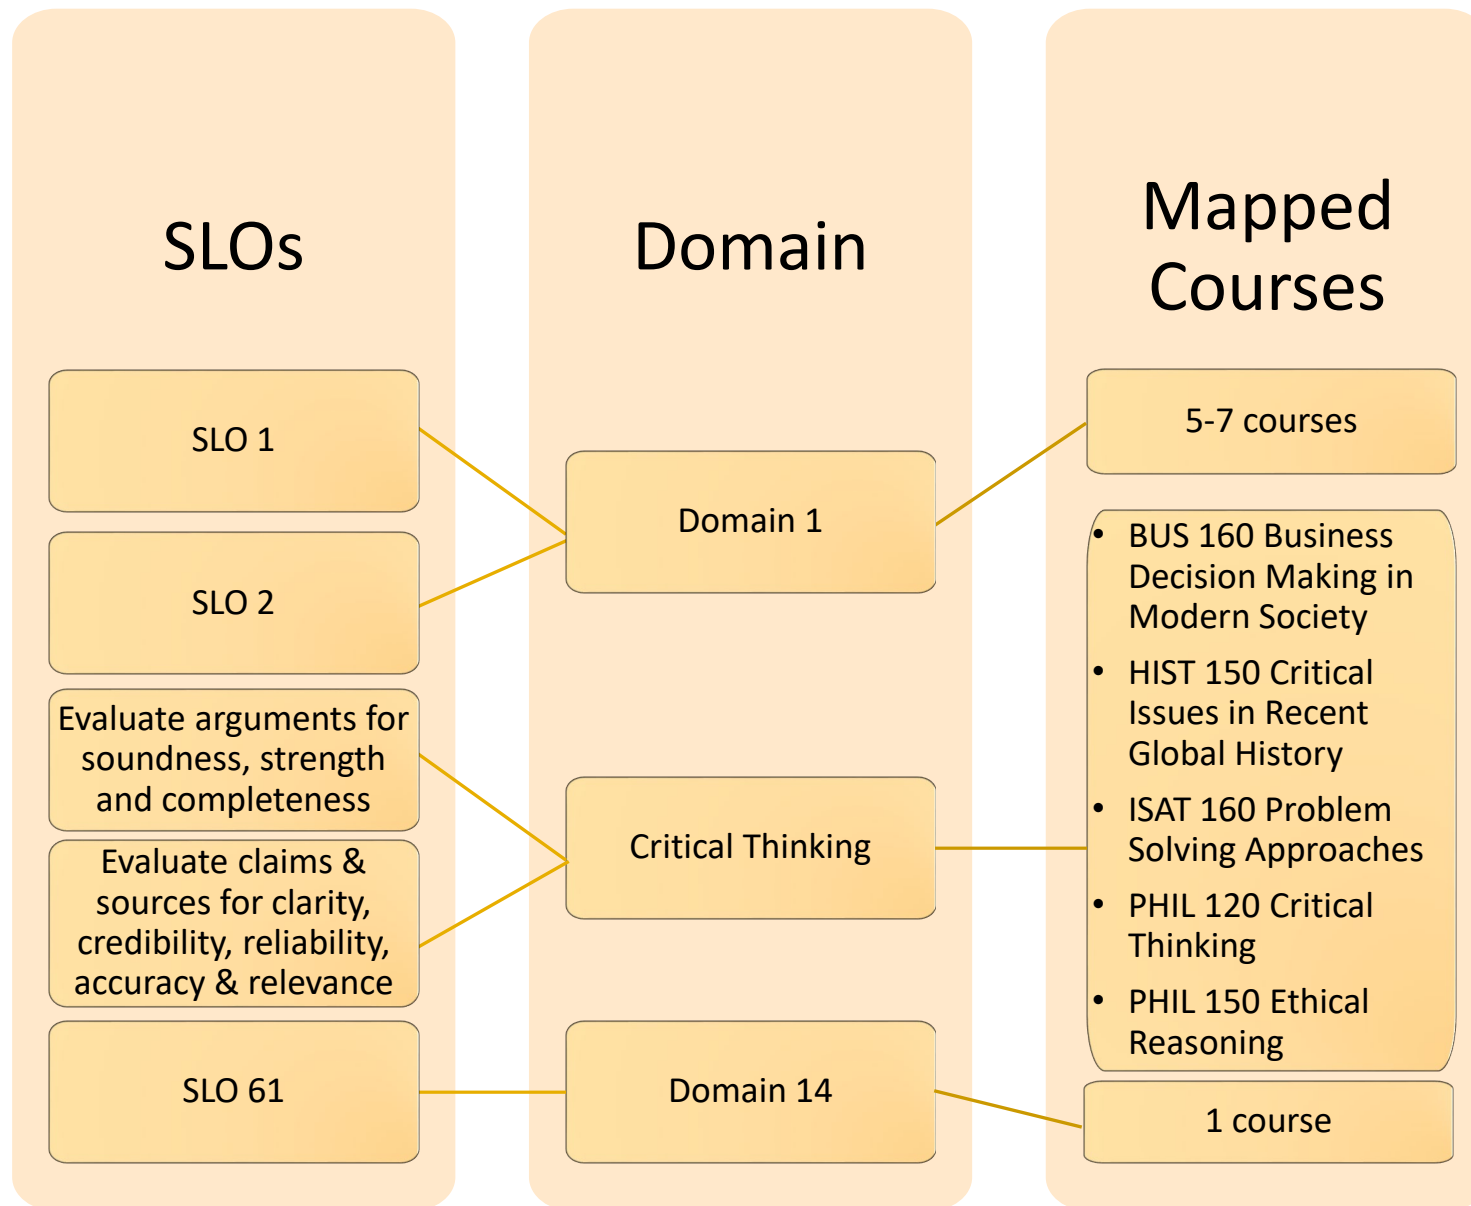 SLOs
SLO 1
SLO 2
Evaluate arguments for
soundness, strength
and completeness
Evaluate claims &
sources for clarity,
credibility, reliability,
accuracy & relevance
SLO 61
Domain
Domain 1
Critical Thinking
Domain 14
Mapped
Courses
5-7 courses
• BUS 160 Business
Decision Making in
Modern Society
• HIST 150 Critical
Issues in Recent
Global History
• ISAT 160 Problem
Solving Approaches
• PHIL 120 Critical
Thinking
• PHIL 150 Ethical
Reasoning
1 course